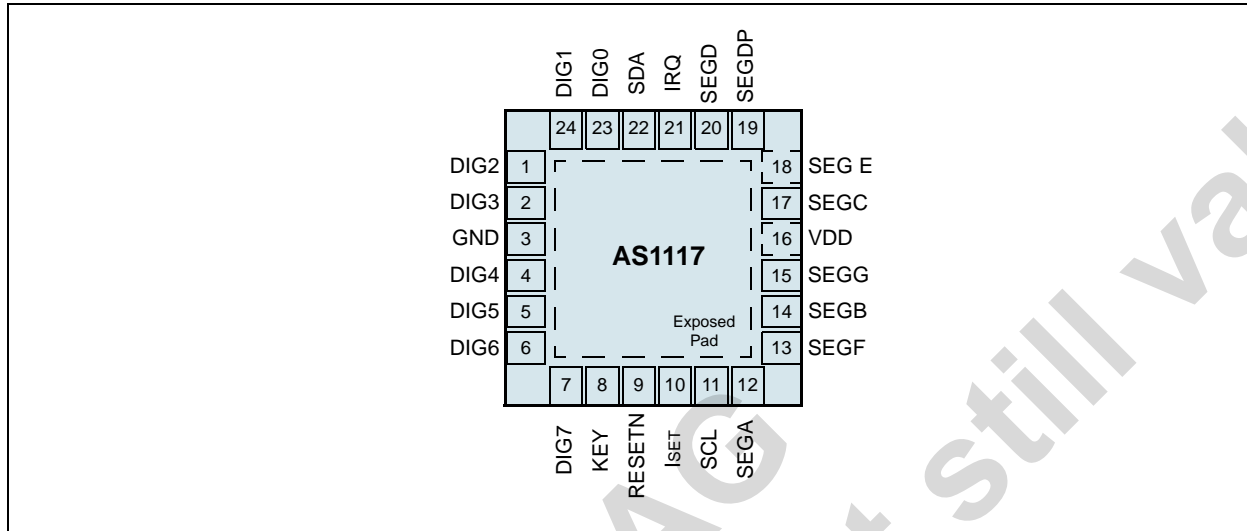 DIG1
DIG0
SDA
IRQ
SEGD
SEGDP
24 23 22 21 20 19
DIG2 1 18 SEG E
DIG3 2 17 SEGC
GND 3 16 VDD
AS1117
DIG4 4 15 SEGG
DIG5 5 14 SEGB
Exposed
Pad
DIG6 6 13 SEGF
7 8 9 10 11 12
DIG7
KEY
RESETN
ISET
SCL
SEGA
AG
still